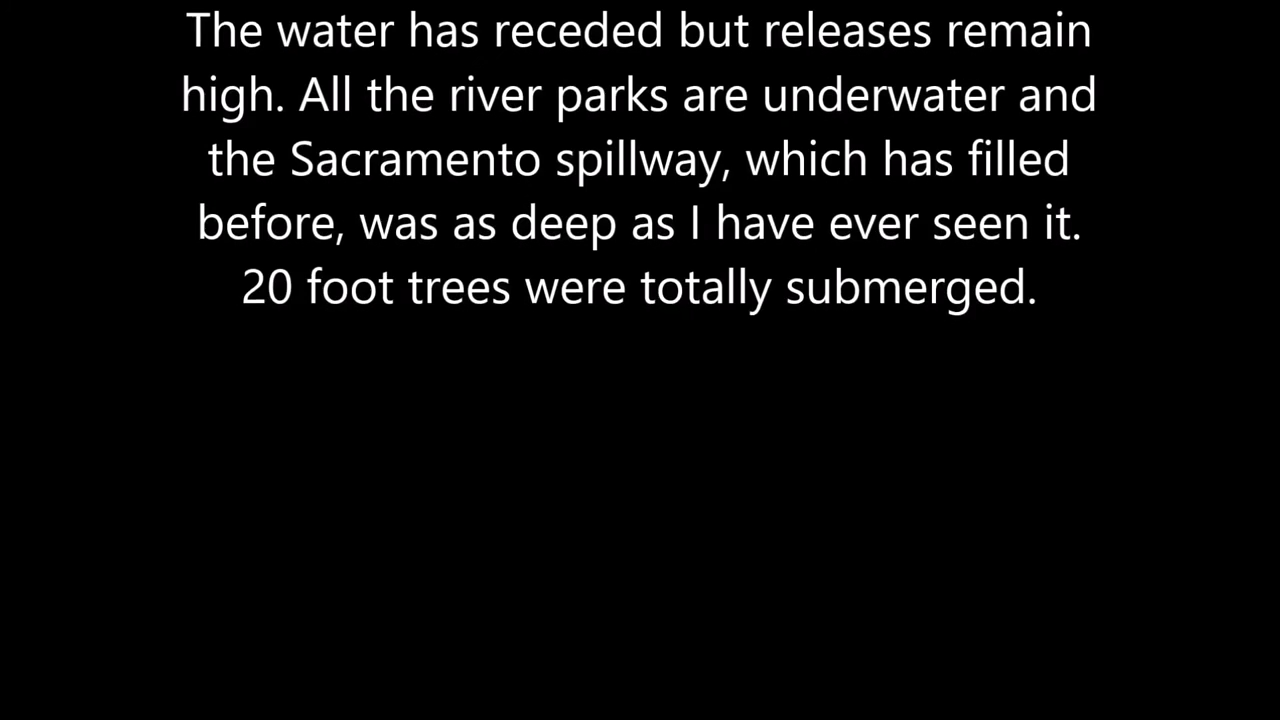 The water has receded but releases remain
high. All the river parks are underwater and
the Sacramento spillway, which has filled
before, was as deep as I have ever seen it.
20 foot trees were totally submerged.